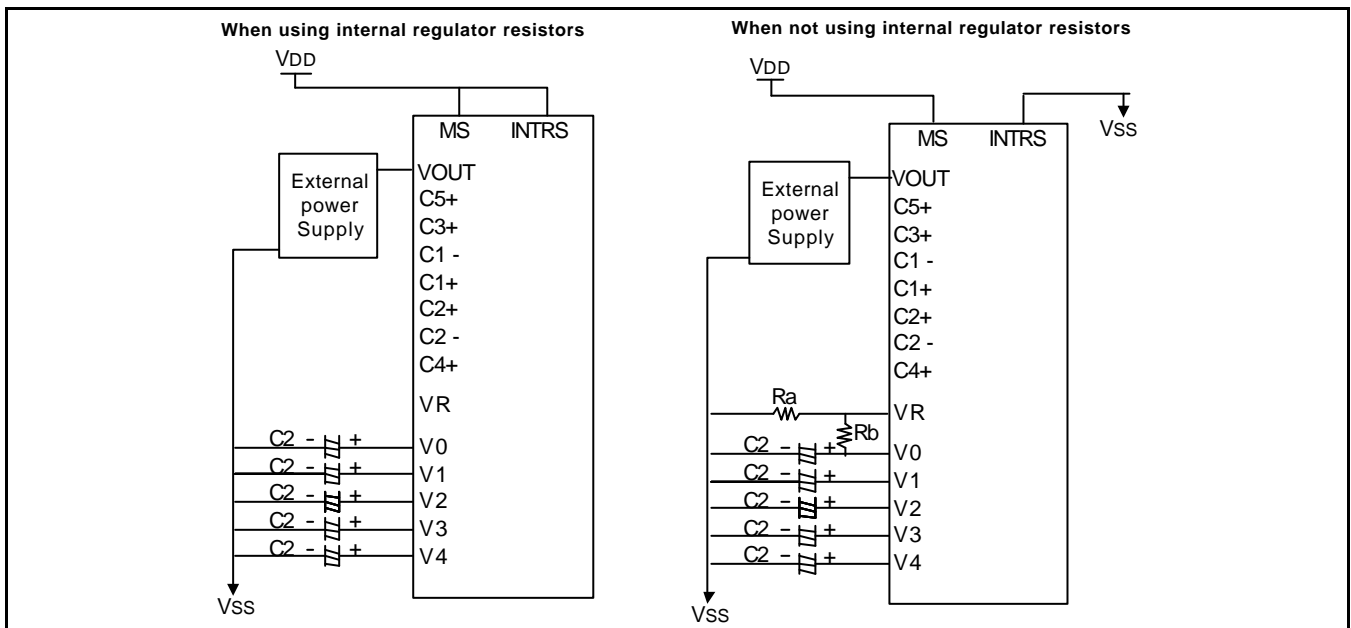 When using internal regulator resistors
VDD
MS INTRS
External
power
Supply
VOUT
C5+
C3+
C1 -
C1+
C2+
C2 -
C4+
VR
C2 - + V0
C2 - + V1
C2 - + V2
C2 - + V3
C2 - + V4
VSS
When not using internal regulator resistors
VDD
VSS
MS INTRS
External
power
Supply
VOUT
C5+
C3+
C1 -
C1+
C2+
C2 -
C4+
Ra
VR
Rb
C2 - + V0
C2 - + V1
C2 - + V2
C2 - + V3
C2 - + V4
VSS